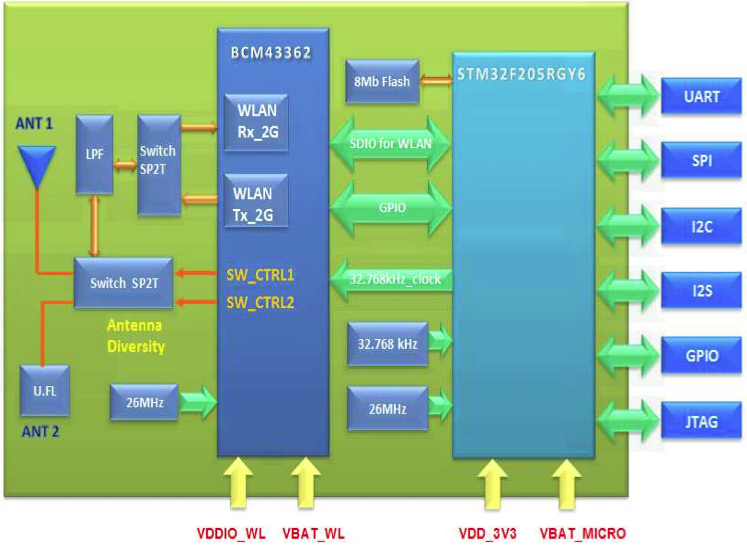 BCM43362
STM32F205RGY6
8Mb Flash
UART
ANT 1
LPF
Switch
SP2T
WLAN
Rx_2G
SDIO for WLAN
SPI
WLAN
Tx_2G
GPIO
I2C
Switch SP2T
SW_CTRL1
SW_CTRL2
32.768kHz_clock
I2S
Antenna
Diversity
32.768 kHz
GPIO
U.FL
ANT 2
26MHz
26MHz
JTAG
VDDIO_WL
VBAT_WL
VDD_3V3
VBAT_MICRO